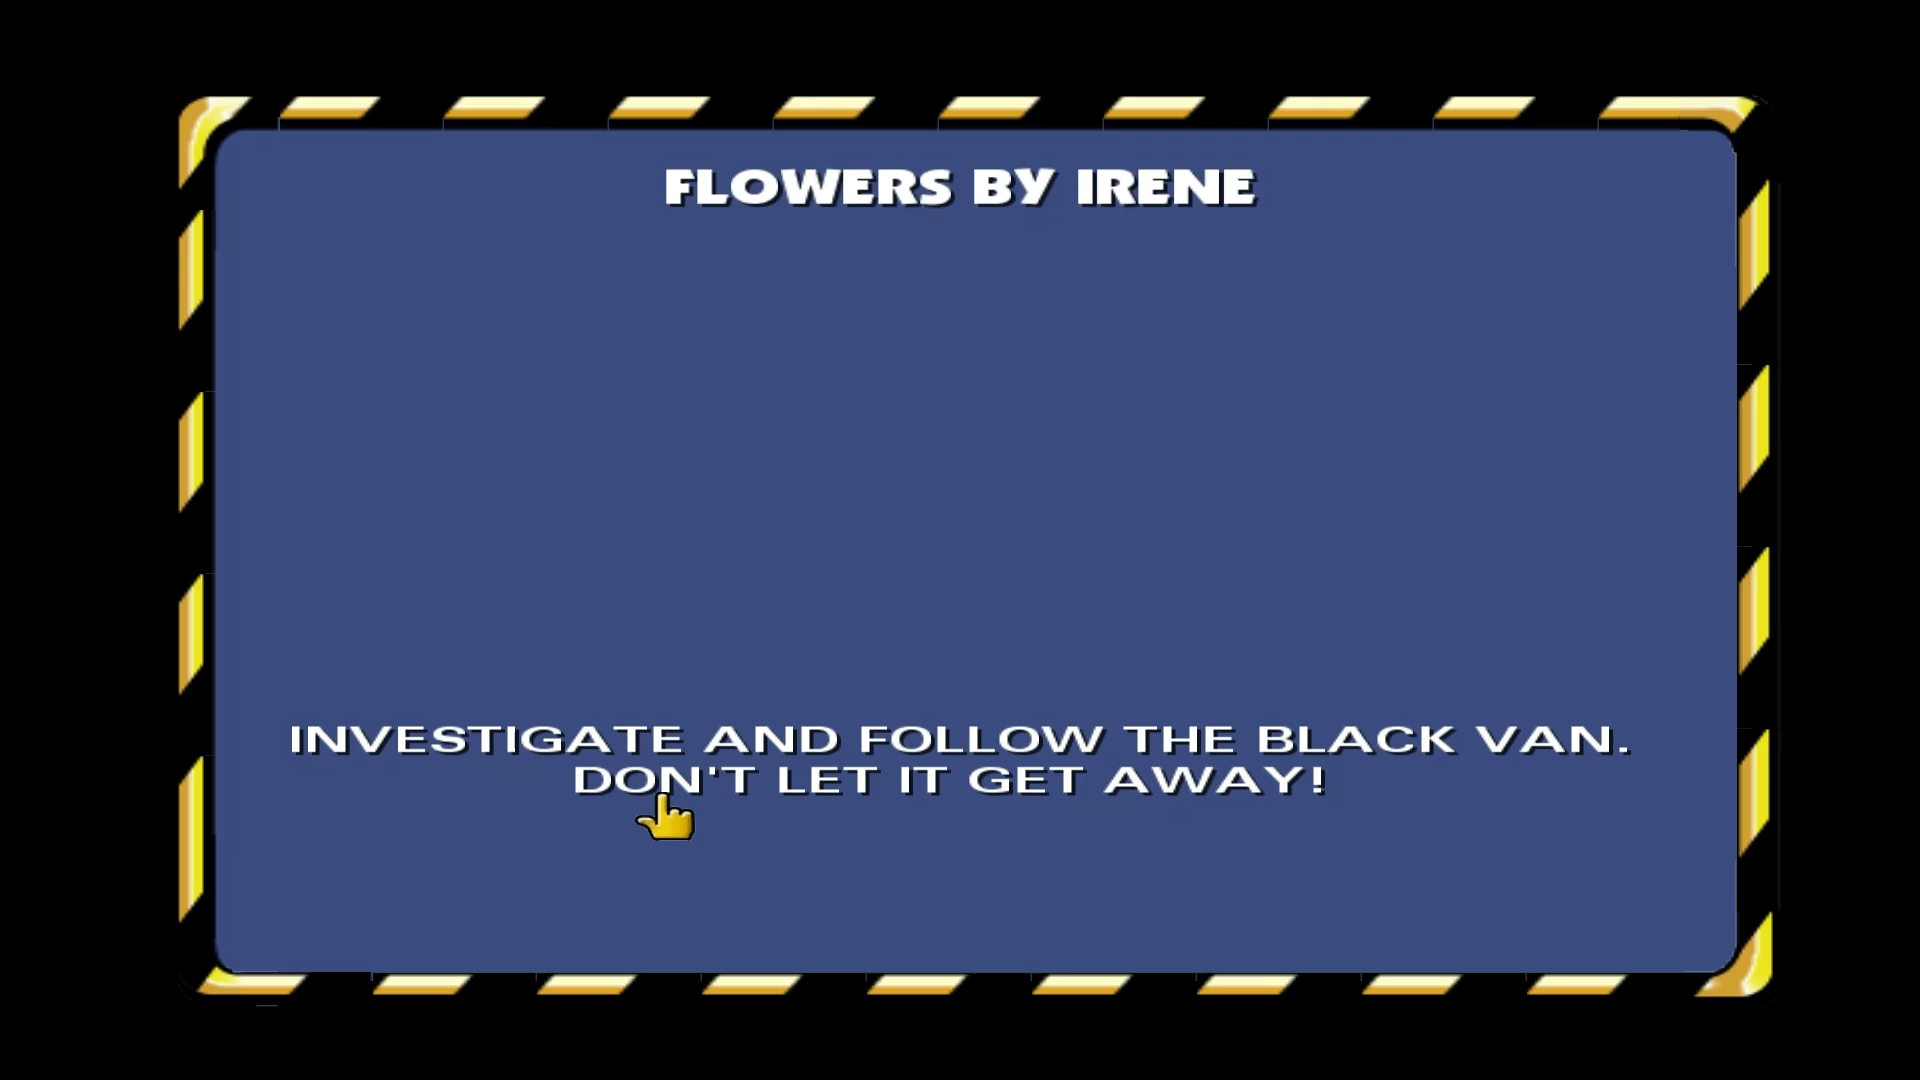 FLOWERS BY IRENE
INVESTIGATE AND FOLLOW THE BLACK VAN.
DON'T LET IT GET AWAY!